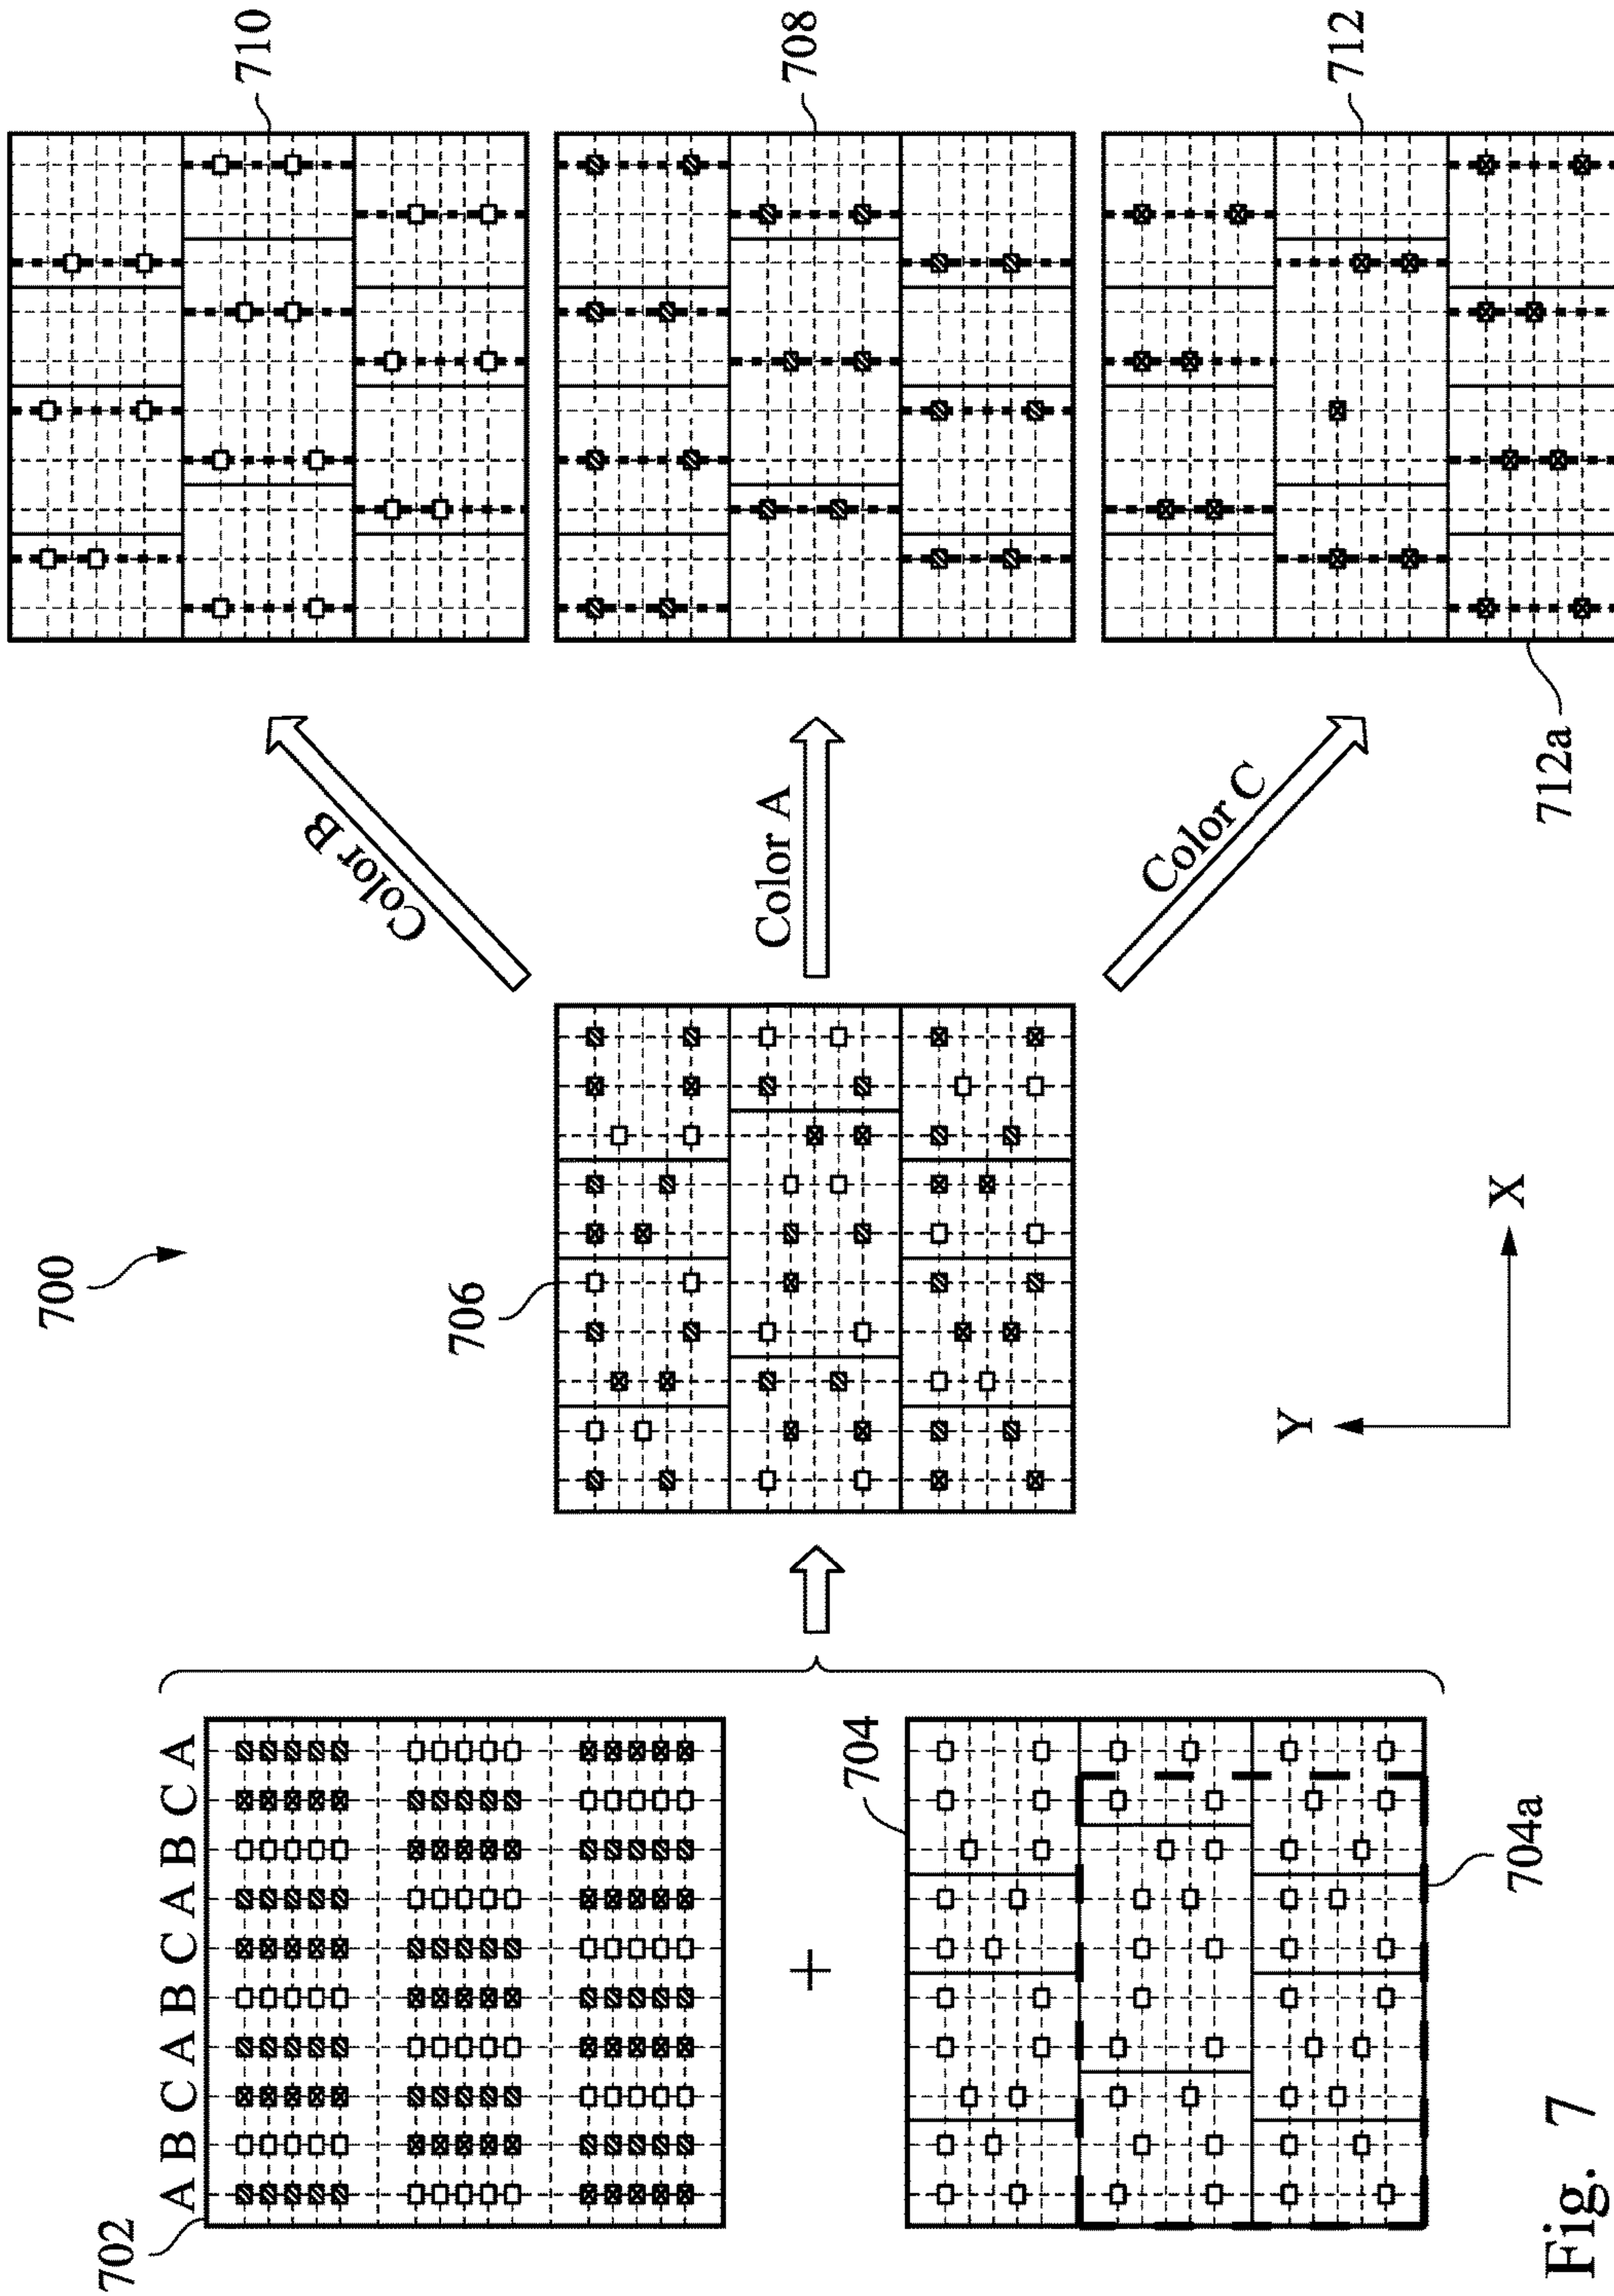 700
702
A B C A B C A B C A
+
704
704a
706
Color B
Color A
Color C
710
708
712
712a
Y
X
Fig. 7